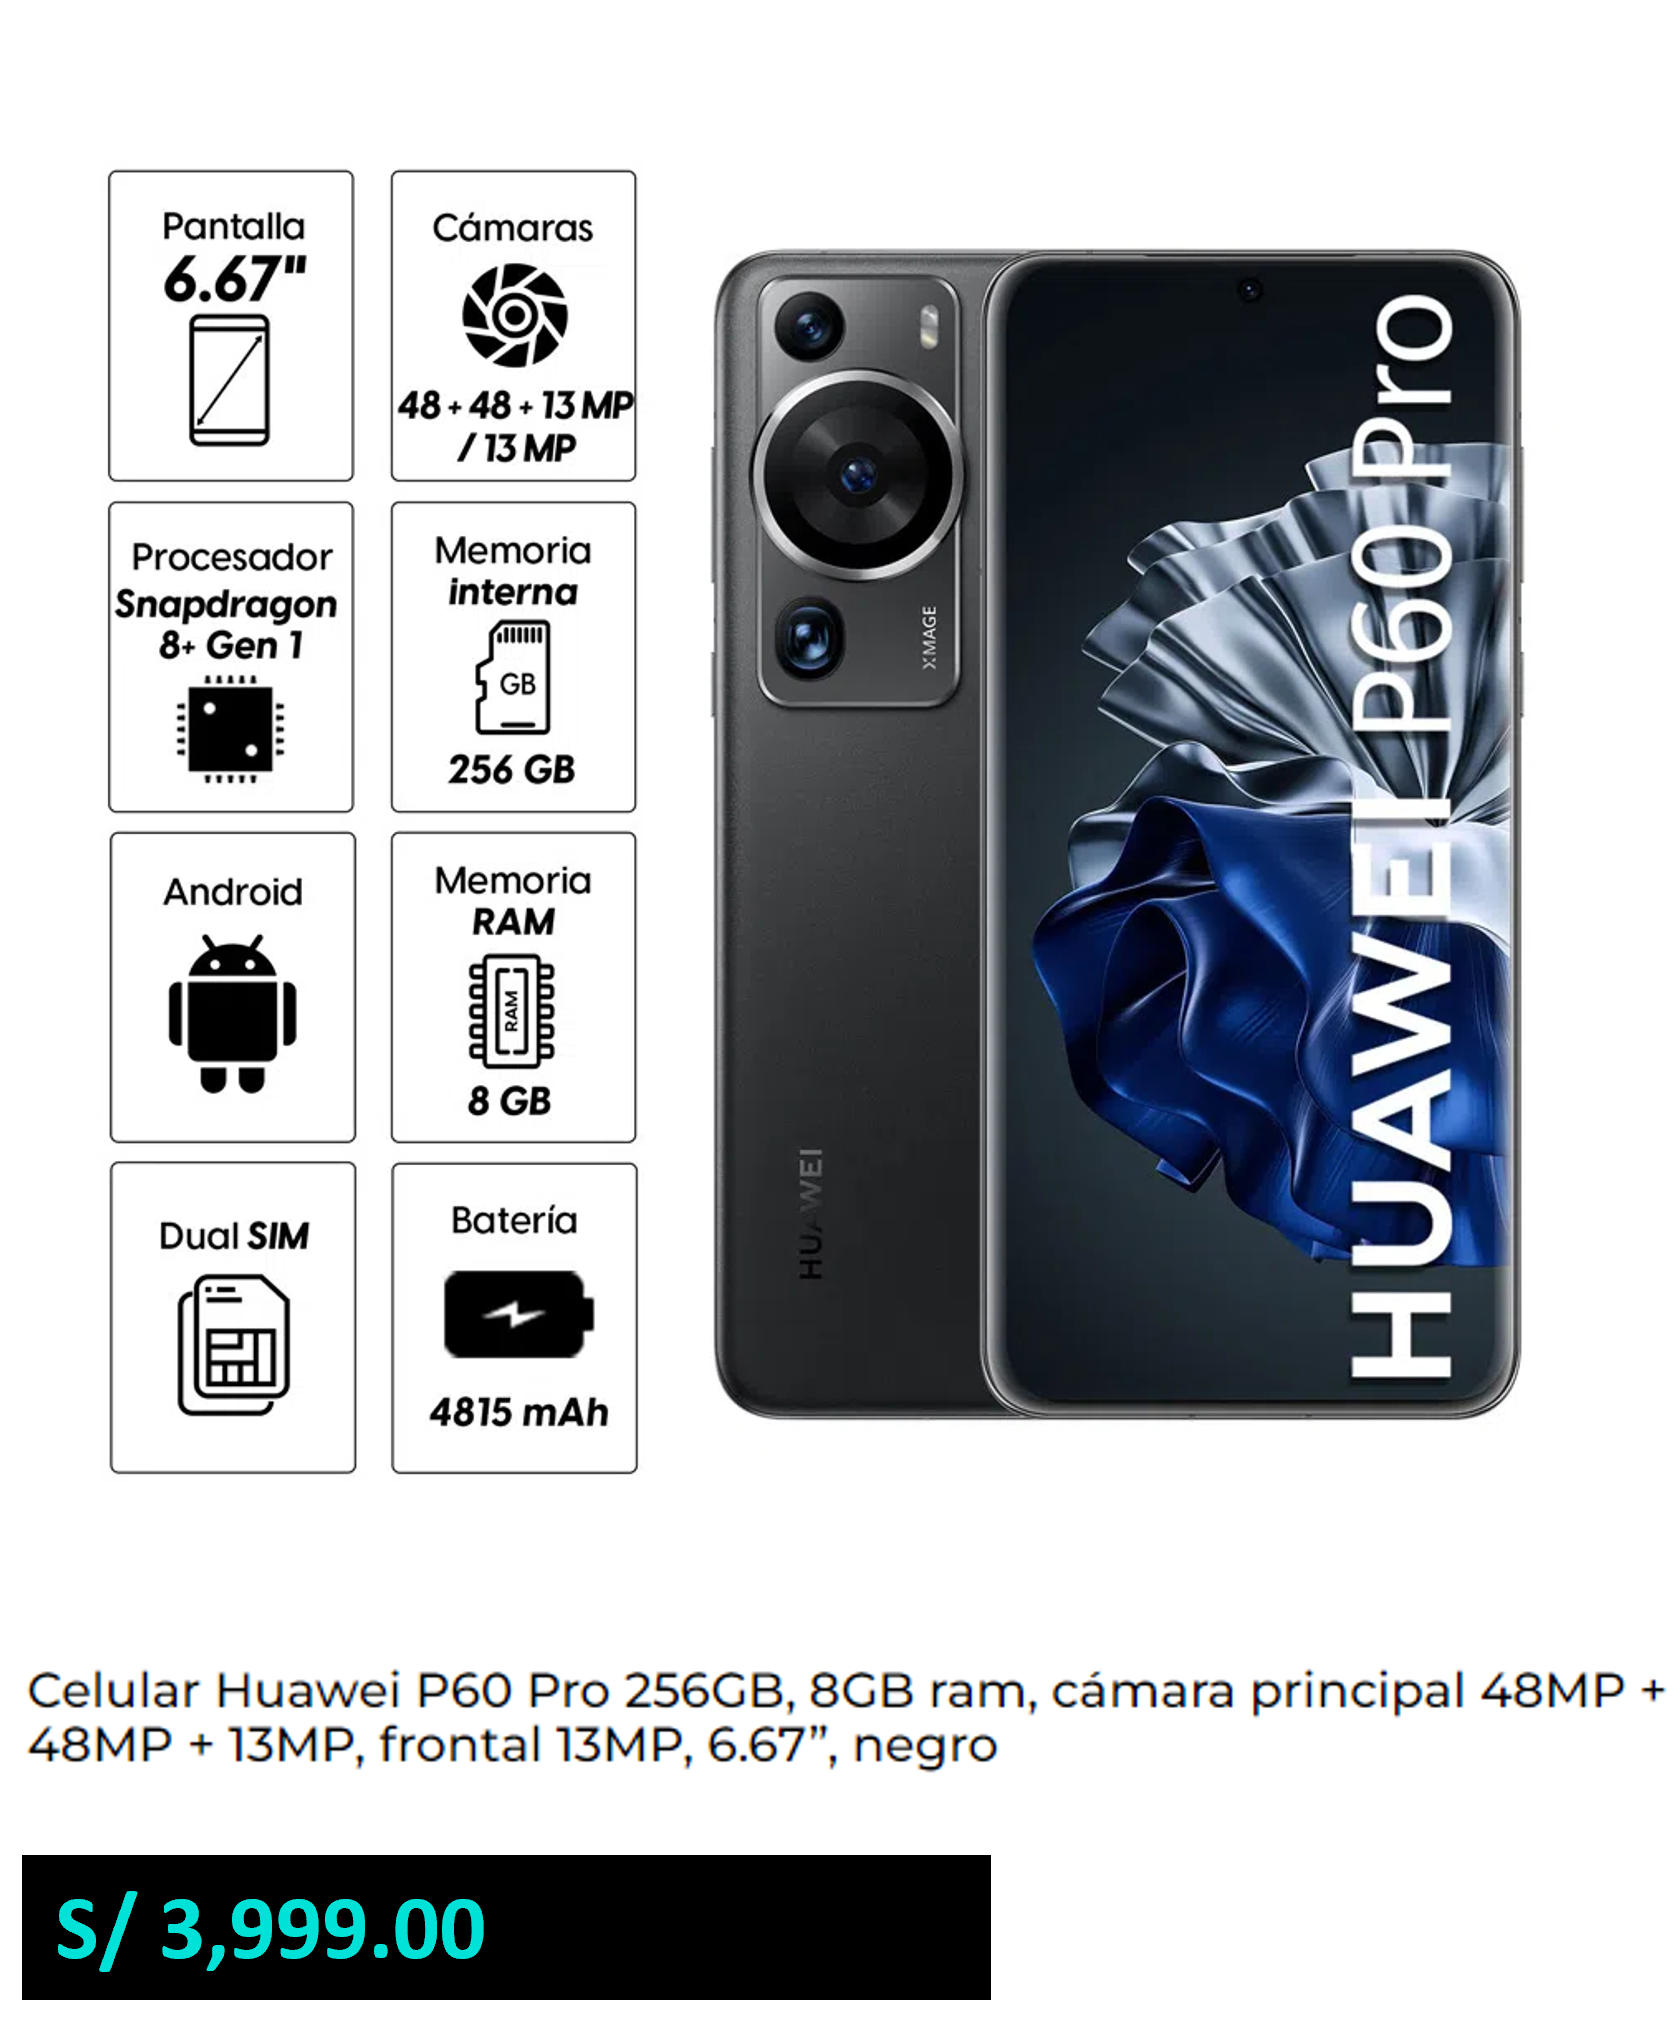 Pantalla
6.67"
Cámaras
48 + 48 + 13 MP
/ 13 MP
Procesador
Snapdragon
8+ Gen 1
Memoria
interna
GB
256 GB
Android
Memoria
RAM
RAM
8 GB
Dual SIM
Batería
4815 mAh
XMAGE
HUAWEI
HUAWEI P60 Pro
Celular Huawei P60 Pro 256GB, 8GB ram, cámara principal 48MP +
48MP + 13MP, frontal 13MP, 6.67”, negro
S/ 3,999.00